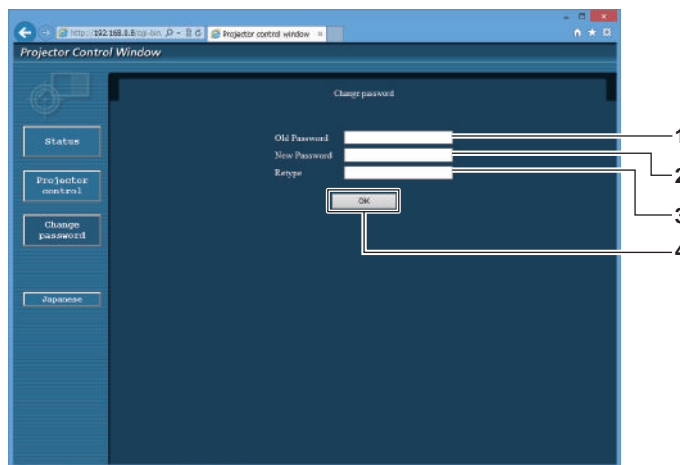 http://192.168.0.8/cgi-bin
Projector control window
Projector Control Window
Change password
Old Password
New Password
Retype
OK
Status
Projector
control
Change
password
Japanese
1
2
3
4